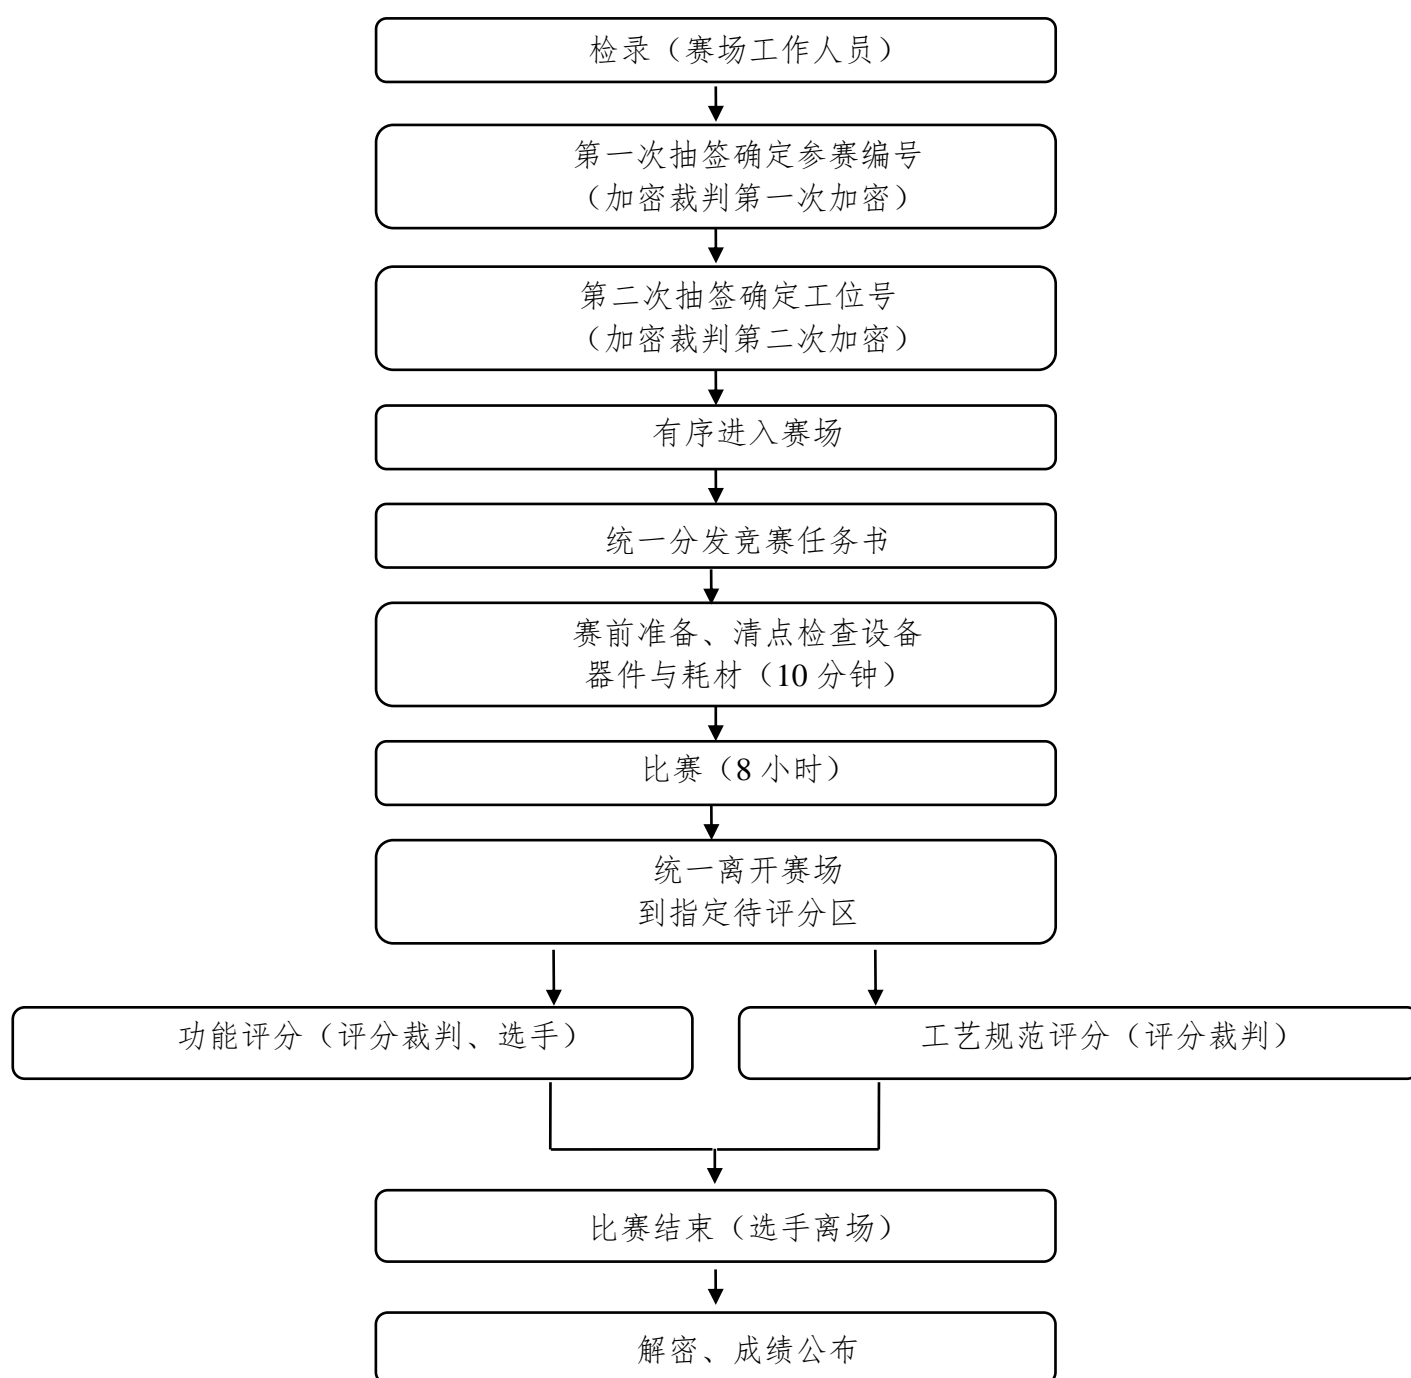 检录（赛场工作人员）
第一次抽签确定参赛编号
（加密裁判第一次加密）
第二次抽签确定工位号
（加密裁判第二次加密）
有序进入赛场
统一分发竞赛任务书
赛前准备、清点检查设备
器件与耗材（10 分钟）
比赛（8 小时）
统一离开赛场
到指定待评分区
功能评分（评分裁判、选手）
工艺规范评分（评分裁判）
比赛结束（选手离场）
解密、成绩公布